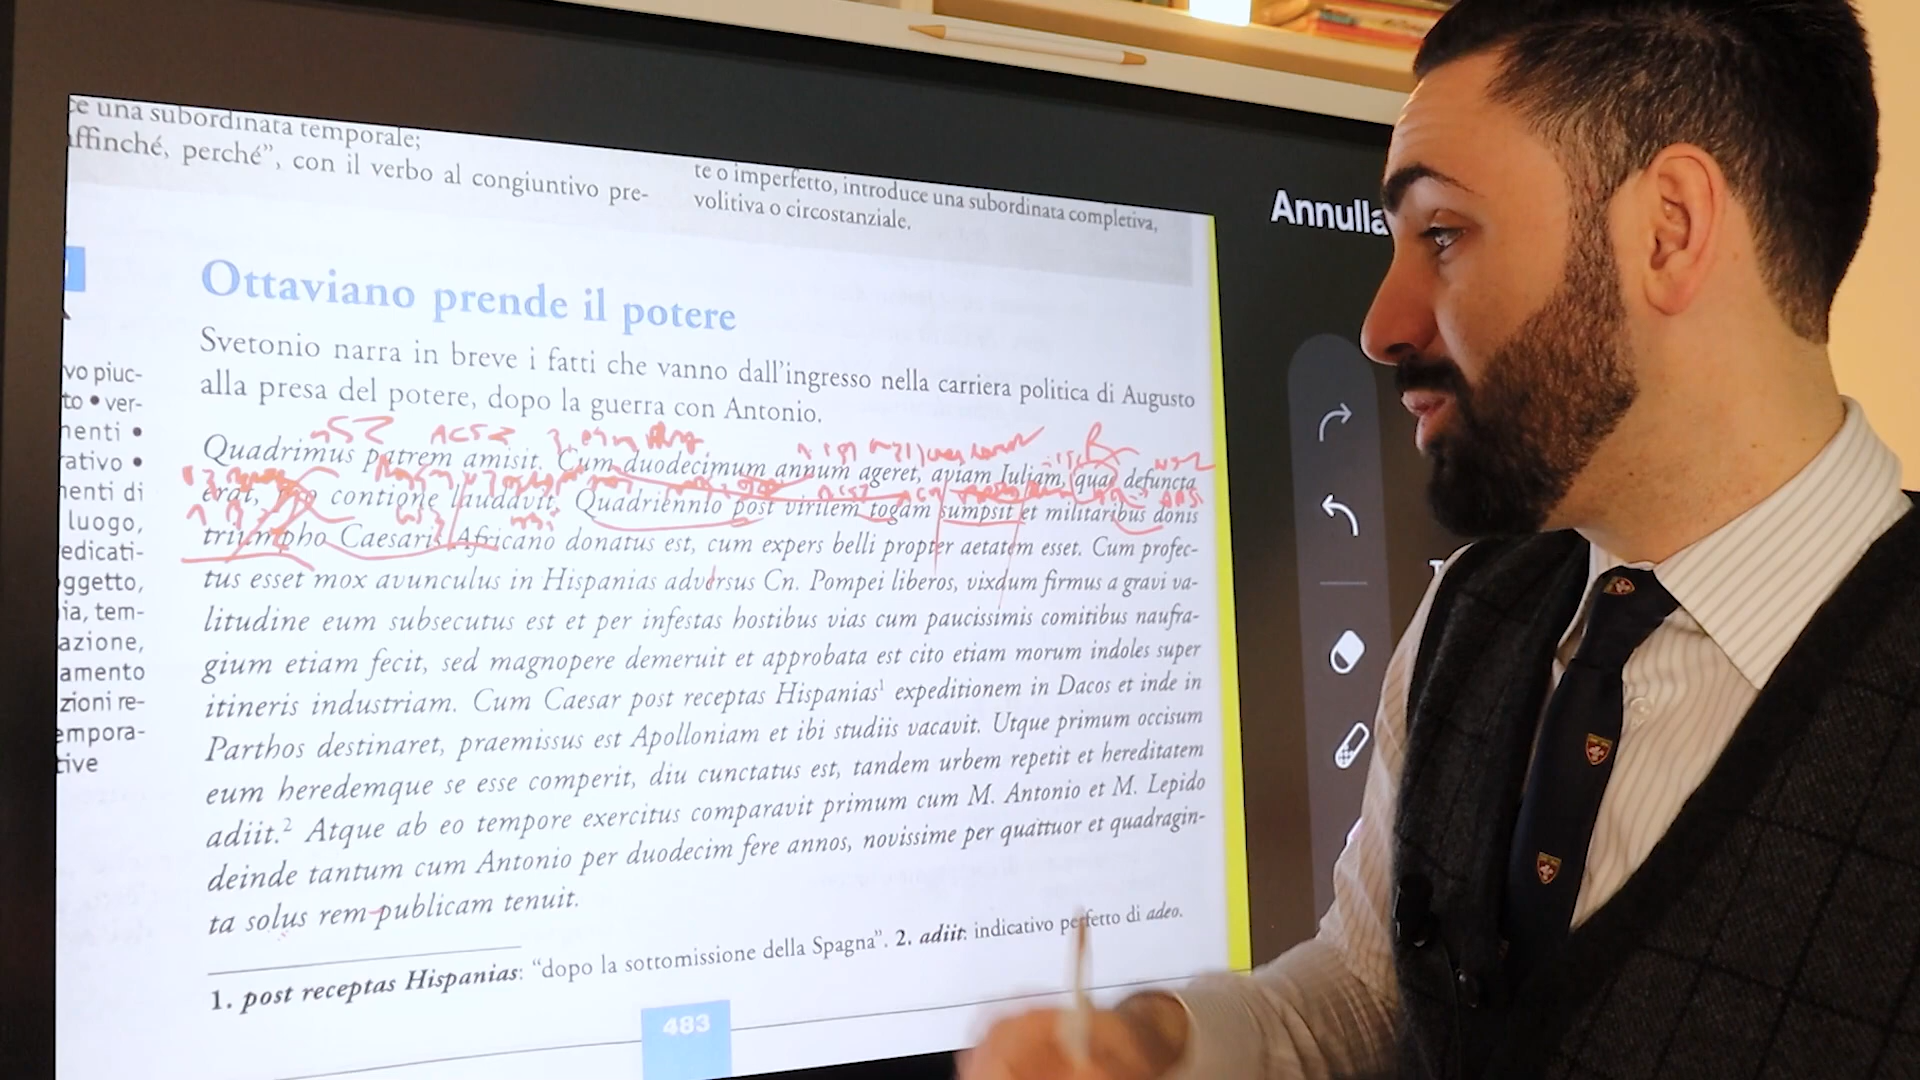 ce una subordinata temporale;
affinché, perché”, con il verbo al congiuntivo pre-
te o imperfetto, introduce una subordinata completiva,
volitiva o circostanziale.
Annulla
Ottaviano prende il potere
Svetonio narra in breve i fatti che vanno dall’ingresso nella carriera politica di Augusto
alla presa del potere, dopo la guerra con Antonio.
vo piuc-
to • ver-
nenti •
rativo •
nenti di
luogo,
edicati-
ggetto,
ia, tem-
azione,
amento
zioni re-
empora-
tive
Quadrimus patrem amisit. Cum duodecimum annum ageret, aviam Iuliam, quae defuncta
erat, pro contione laudavit. Quadriennio post virilem togam sumpsit et militaribus donis
triumpho Caesaris Africano donatus est, cum expers belli propter aetatem esset. Cum profec-
tus esset mox avunculus in Hispanias adversus Cn. Pompei liberos, vixdum firmus a gravi va-
litudine eum subsecutus est et per infestas hostibus vias cum paucissimis comitibus naufra-
gium etiam fecit, sed magnopere demeruit et approbata est cito etiam morum indoles super
itineris industriam. Cum Caesar post receptas Hispanias¹ expeditionem in Dacos et inde in
Parthos destinaret, praemissus est Apolloniam et ibi studiis vacavit. Utque primum occisum
eum heredemque se esse comperit, diu cunctatus est, tandem urbem repetit et hereditatem
adiit.² Atque ab eo tempore exercitus comparavit primum cum M. Antonio et M. Lepido
deinde tantum cum Antonio per duodecim fere annos, novissime per quattuor et quadragin-
ta solus rem publicam tenuit.
1. post receptas Hispanias: “dopo la sottomissione della Spagna”. 2. adiit: indicativo perfetto di adeo.
483